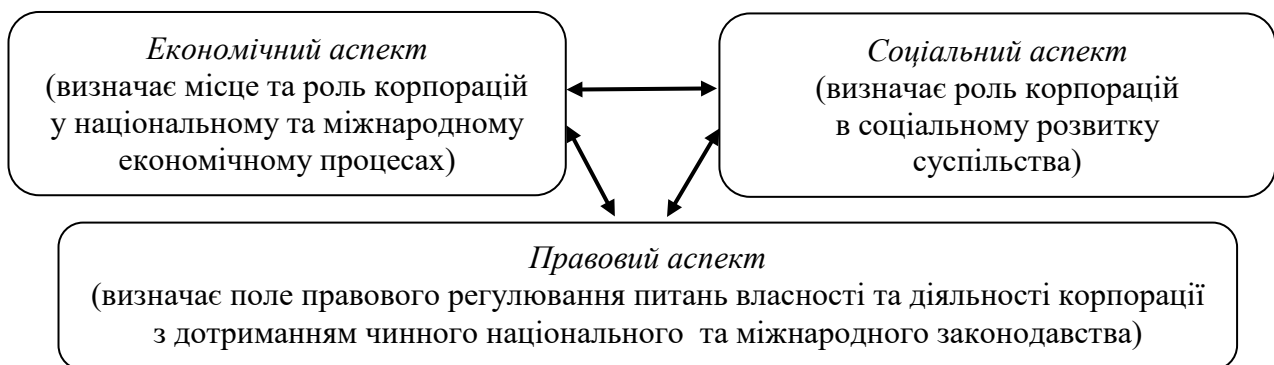 Економічний аспект
(визначає місце та роль корпорацій
у національному та міжнародному
економічному процесах)
Соціальний аспект
(визначає роль корпорацій
в соціальному розвитку
суспільства)
Правовий аспект
(визначає поле правового регулювання питань власності та діяльності корпорації
з дотриманням чинного національного  та міжнародного законодавства)